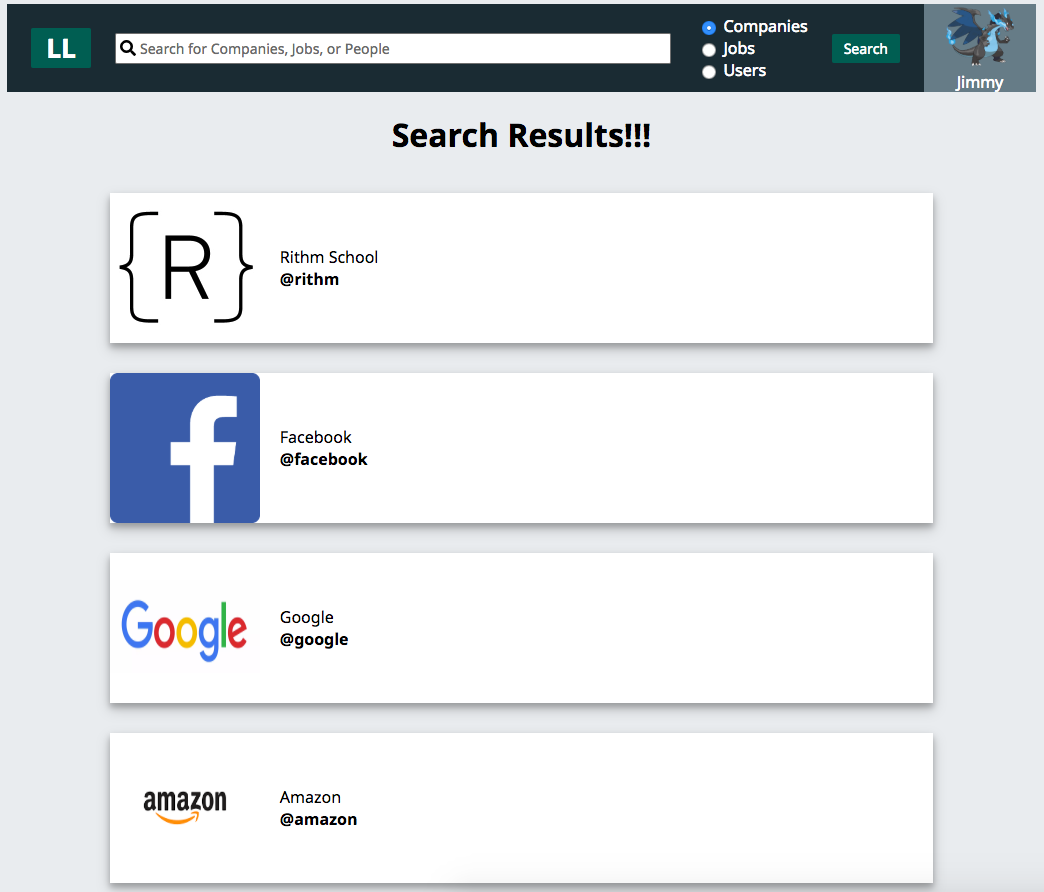 LL
Search for Companies, Jobs, or People
Companies
Jobs
Users
Search
Jimmy
Search Results!!!
{R}
Rithm School
@rithm
f
Facebook
@facebook
Google
Google
@google
amazon
Amazon
@amazon